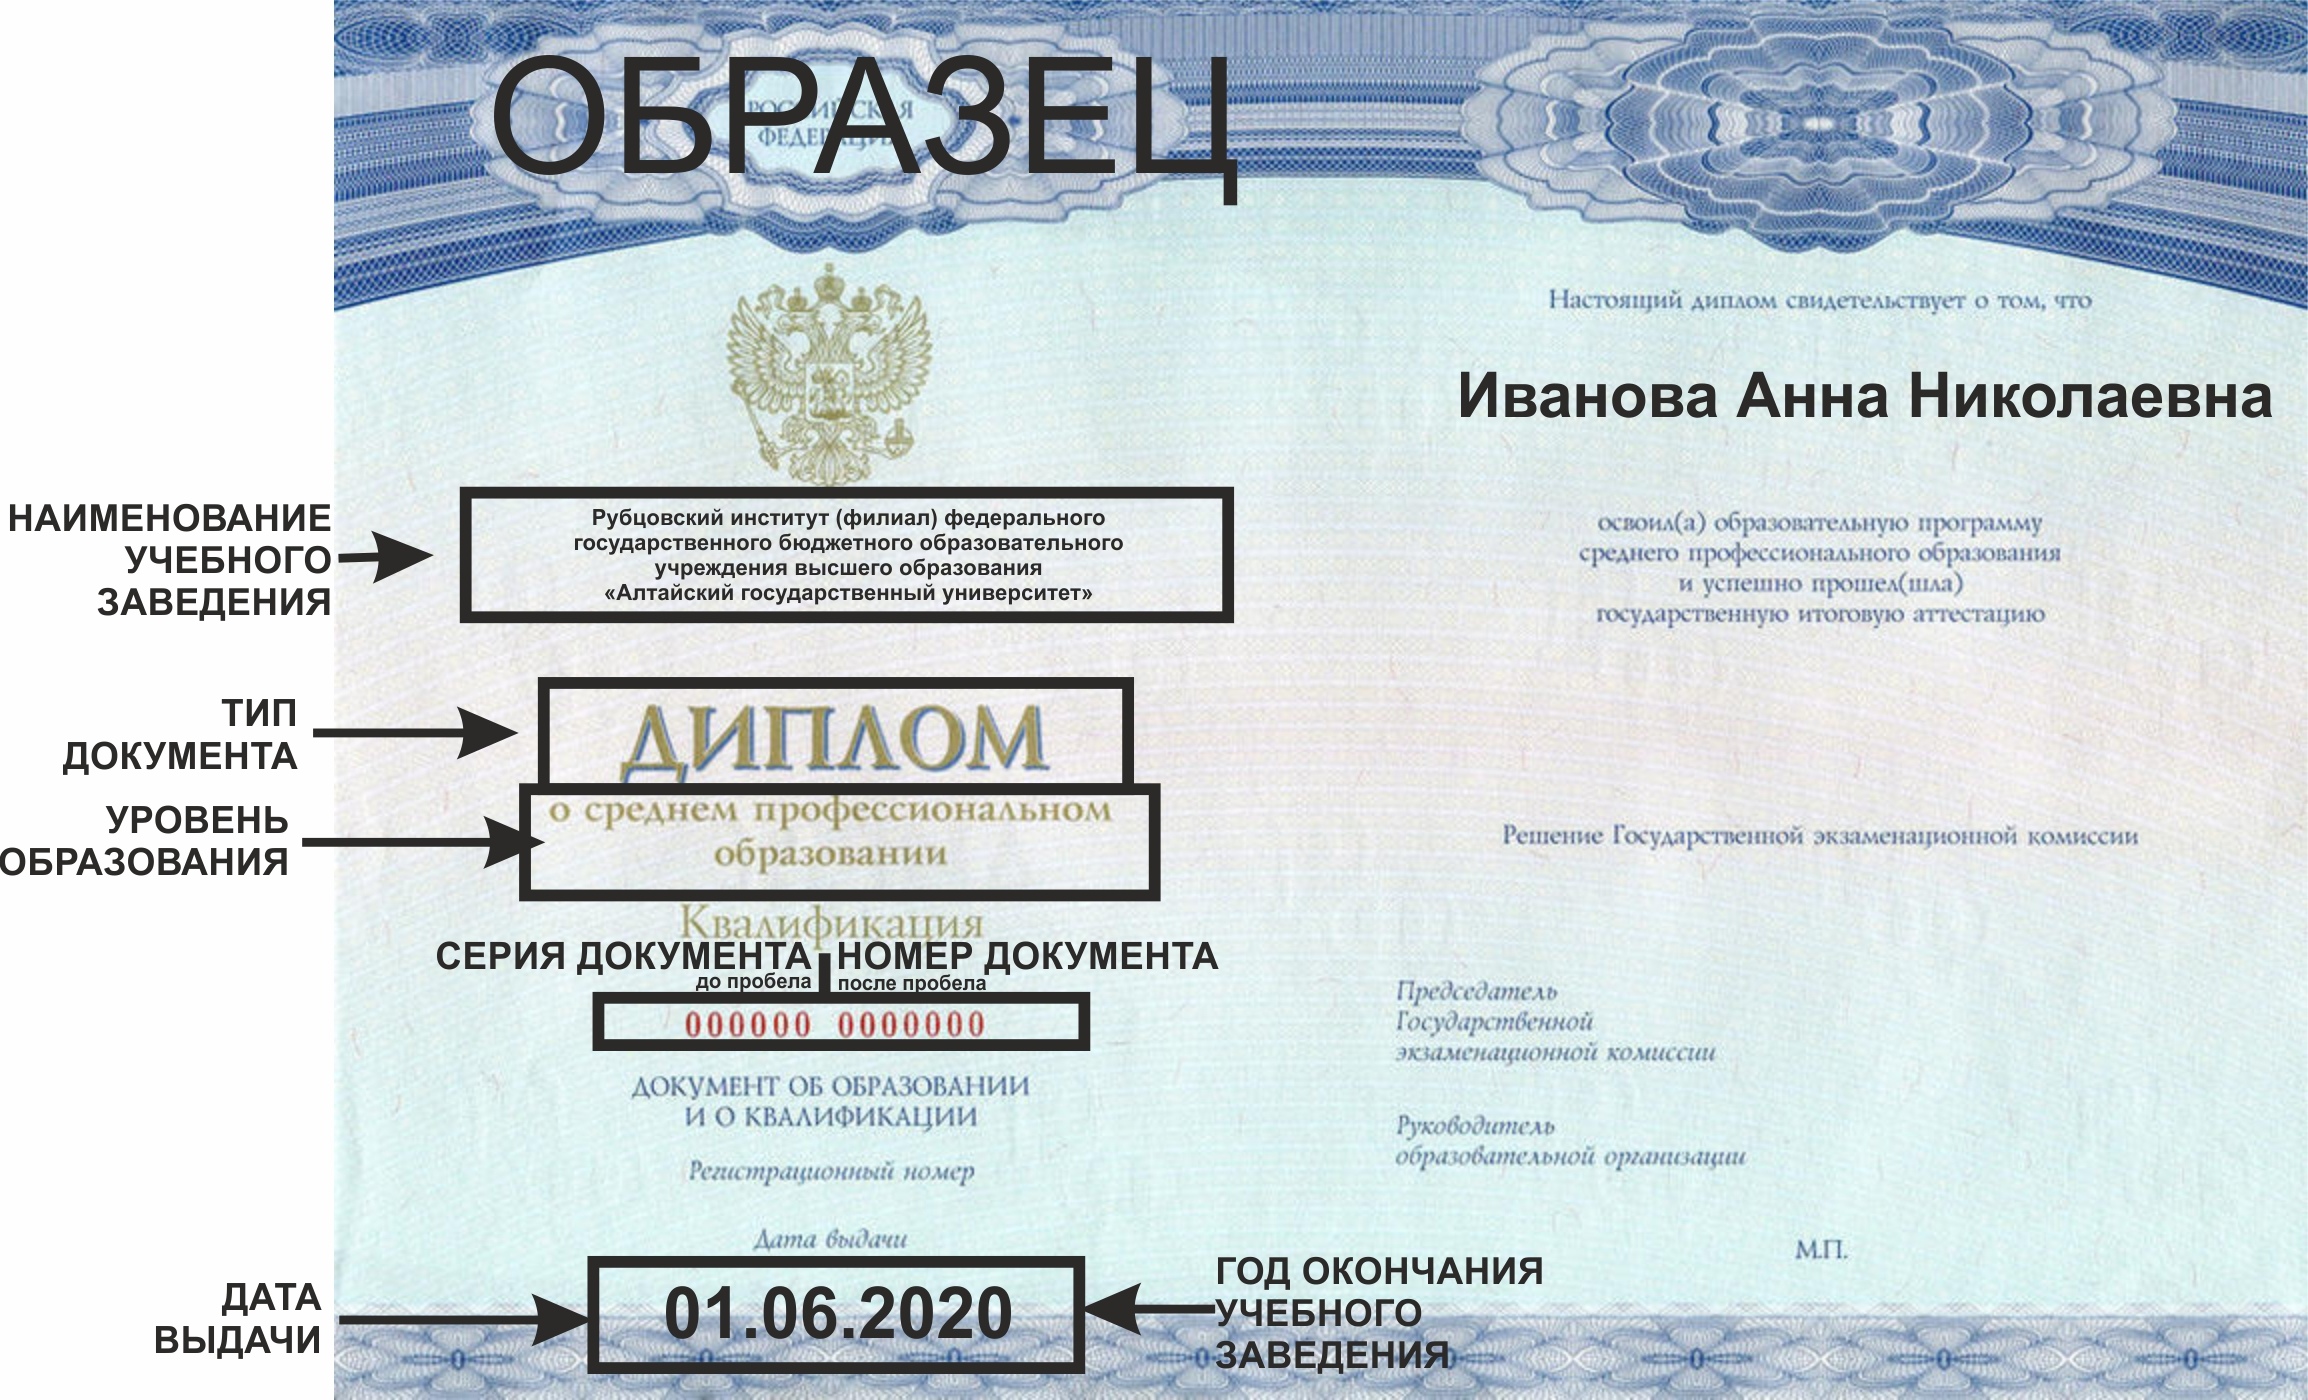 ОБРАЗЕЦ
РОССИЙСКАЯ
ФЕДЕРАЦИЯ
НАИМЕНОВАНИЕ
УЧЕБНОГО
ЗАВЕДЕНИЯ
Рубцовский институт (филиал) федерального
государственного бюджетного образовательного
учреждения высшего образования
«Алтайский государственный университет»
ТИП
ДОКУМЕНТА
ДИПЛОМ
УРОВЕНЬ
ОБРАЗОВАНИЯ
о среднем профессиональном
образовании
Квалификация
СЕРИЯ ДОКУМЕНТА НОМЕР ДОКУМЕНТА
до пробела после пробела
000000 0000000
ДОКУМЕНТ ОБ ОБРАЗОВАНИИ
И О КВАЛИФИКАЦИИ
Регистрационный номер
Дата выдачи
ДАТА
ВЫДАЧИ
01.06.2020
ГОД ОКОНЧАНИЯ
УЧЕБНОГО
ЗАВЕДЕНИЯ
Настоящий диплом свидетельствует о том, что
Иванова Анна Николаевна
освоил(а) образовательную программу
среднего профессионального образования
и успешно прошел(шла)
государственную итоговую аттестацию
Решение Государственной экзаменационной комиссии
Председатель
Государственной
экзаменационной комиссии
Руководитель
образовательной организации
М.П.